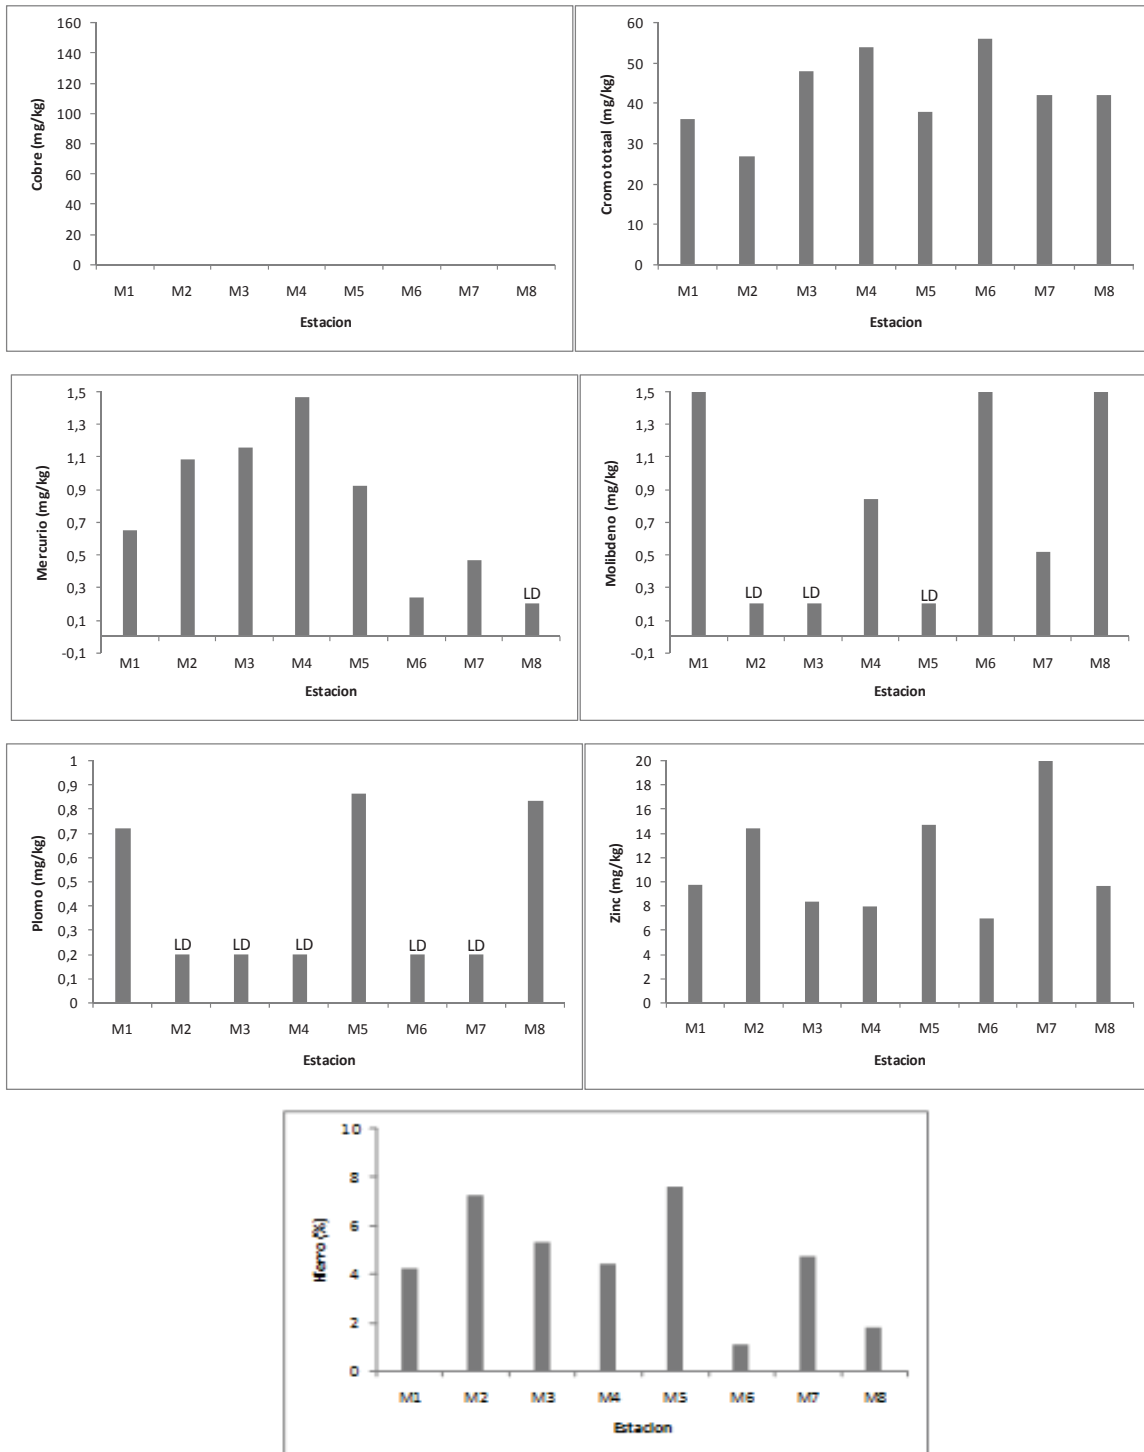 160
140
120
100
80
60
40
20
0
Cobre (mg/kg)
M1 M2 M3 M4 M5 M6 M7 M8
Estacion
60
50
40
30
20
10
0
Cromo totaal (mg/kg)
M1 M2 M3 M4 M5 M6 M7 M8
Estacion
1,5
1,3
1,1
0,9
0,7
0,5
0,3
0,1
-0,1
Mercurio (mg/kg)
LD
M1 M2 M3 M4 M5 M6 M7 M8
Estacion
1,5
1,3
1,1
0,9
0,7
0,5
0,3
0,1
-0,1
Molibdeno (mg/kg)
LD LD LD
M1 M2 M3 M4 M5 M6 M7 M8
Estacion
1
0,9
0,8
0,7
0,6
0,5
0,4
0,3
0,2
0,1
0
Plomo (mg/kg)
LD LD LD LD LD
M1 M2 M3 M4 M5 M6 M7 M8
Estacion
20
18
16
14
12
10
8
6
4
2
0
Zinc (mg/kg)
M1 M2 M3 M4 M5 M6 M7 M8
Estacion
10
8
6
4
2
0
Hierro (%)
M1 M2 M3 M4 M5 M6 M7 M8
Estacion